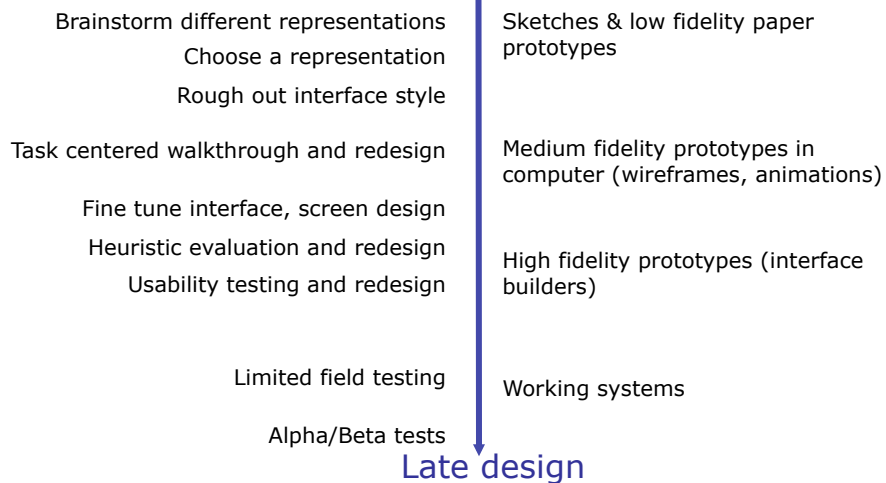 Brainstorm different representations
Choose a representation
Rough out interface style
Task centered walkthrough and redesign
Fine tune interface, screen design
Heuristic evaluation and redesign
Usability testing and redesign
Limited field testing
Alpha/Beta tests
Sketches & low fidelity paper
prototypes
Medium fidelity prototypes in
computer (wireframes, animations)
High fidelity prototypes (interface
builders)
Working systems
Late design